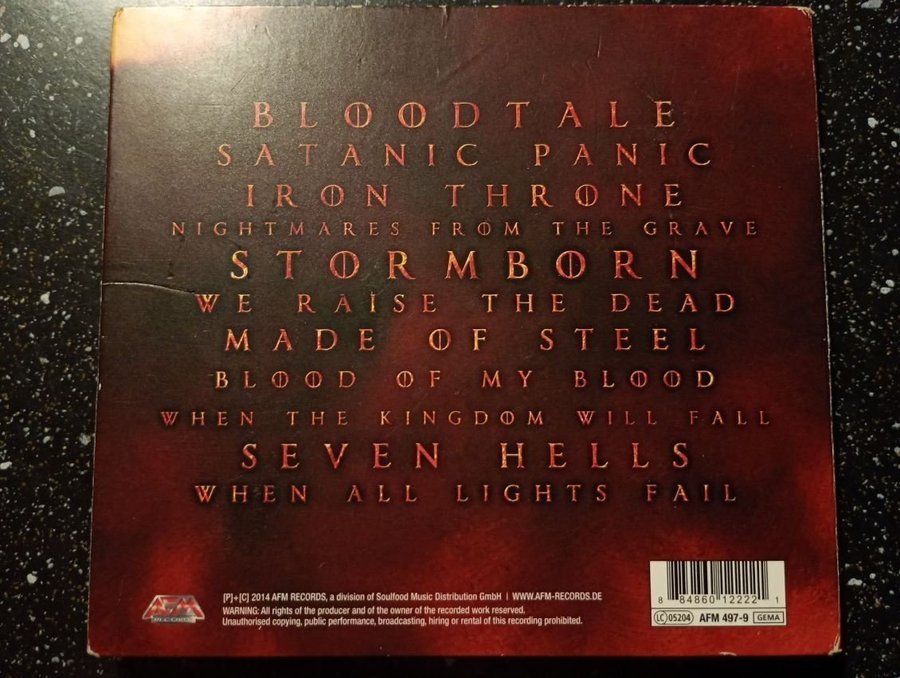 BLOODTALE
SATANIC PANIC
IRON THRONE
NIGHTMARES FROM THE GRAVE
STORMBORN
WE RAISE THE DEAD
MADE OF STEEL
BLOOD OF MY BLOOD
WHEN THE KINGDOM WILL FALL
SEVEN HELLS
WHEN ALL LIGHTS FAIL
AFM
RECORDS
[P]+[C] 2014 AFM RECORDS, a division of Soulfood Music Distribution GmbH | WWW.AFM-RECORDS.DE
WARNING: All rights of the producer and of the owner of the recorded work reserved.
Unauthorised copying, public performance, broadcasting, hiring or rental of this recording prohibited.
8 84860 12222 1
LC 05204 AFM 497-9 GEMA